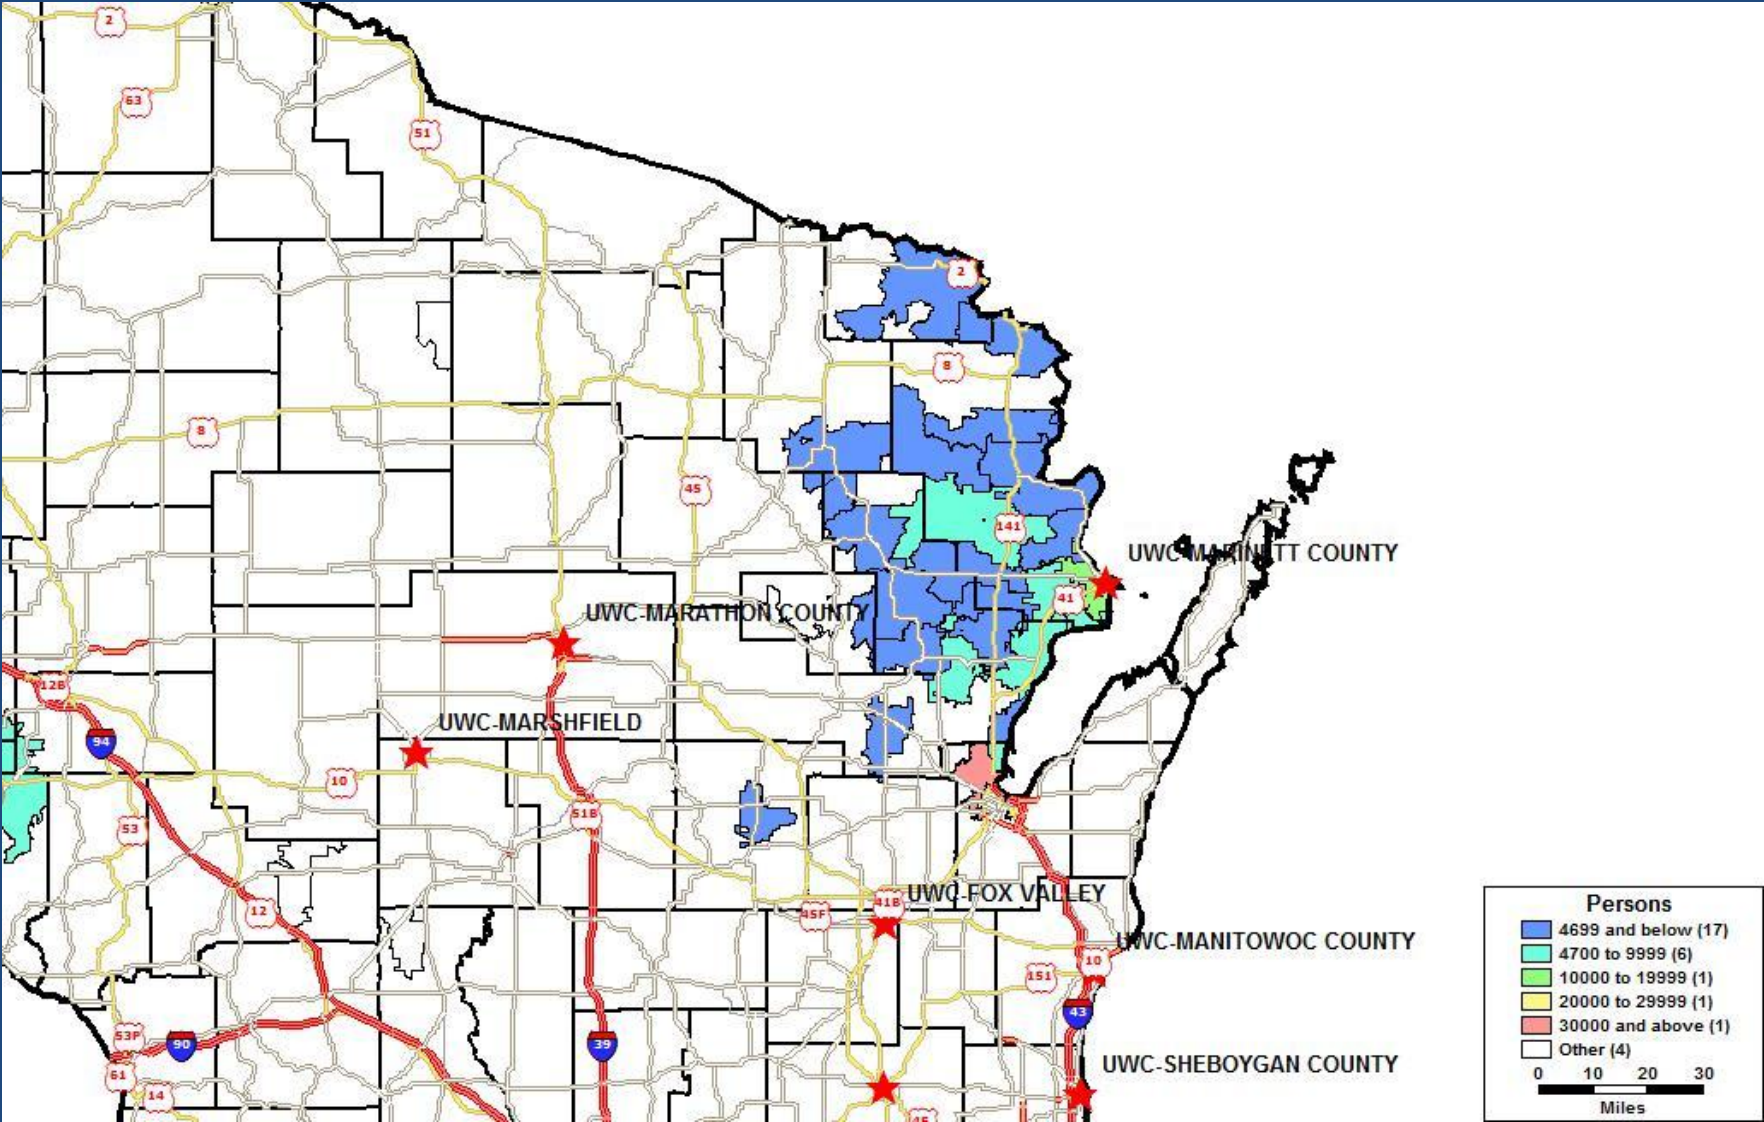 2
63
51
2
8
8
45
141
UWC-MARINETT COUNTY
41
UWC-MARATHON COUNTY
12B
UWC-MARSHFIELD
94
10
51B
53
UWC-FOX VALLEY
41B
45F
12
UWC-MANITOWOC COUNTY
10
151
43
53P
90
39
UWC-SHEBOYGAN COUNTY
61
14
Persons
4699 and below (17)
4700 to 9999 (6)
10000 to 19999 (1)
20000 to 29999 (1)
30000 and above (1)
Other (4)
0 10 20 30
Miles